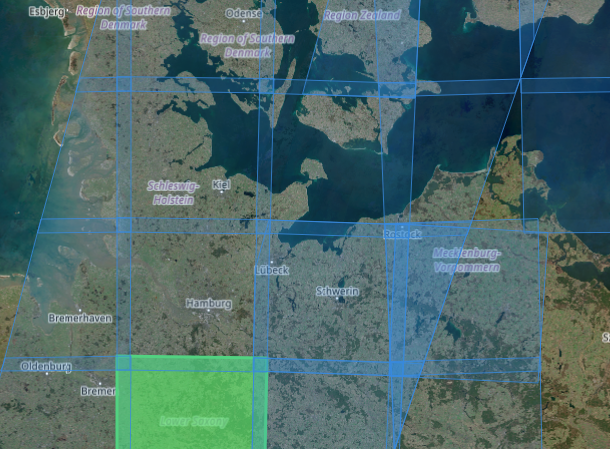 Esbjerg
Region of Southern
Denmark
Odense
Region Zealand
Region of Southern
Denmark
Schleswig-
Holstein
Kiel
Rostock
Mecklenburg-
Vorpommern
Lübeck
Schwerin
Hamburg
Bremerhaven
Oldenburg
Bremen
Lower Saxony